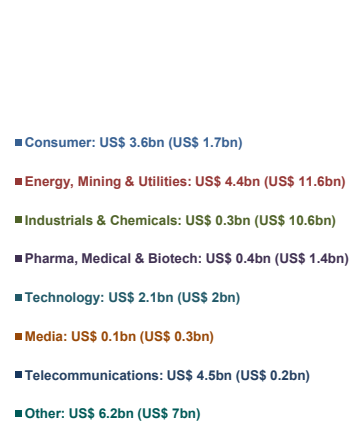 Consumer: US$ 3.6bn (US$ 1.7bn)
Energy, Mining & Utilities: US$ 4.4bn (US$ 11.6bn)
Industrials & Chemicals: US$ 0.3bn (US$ 10.6bn)
Pharma, Medical & Biotech: US$ 0.4bn (US$ 1.4bn)
Technology: US$ 2.1bn (US$ 2bn)
Media: US$ 0.1bn (US$ 0.3bn)
Telecommunications: US$ 4.5bn (US$ 0.2bn)
Other: US$ 6.2bn (US$ 7bn)